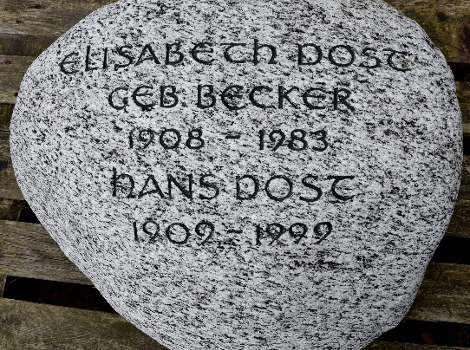 ELISABETH DOST
GEB. BECKER
1908 - 1983
HANS DOST
1909 - 1999